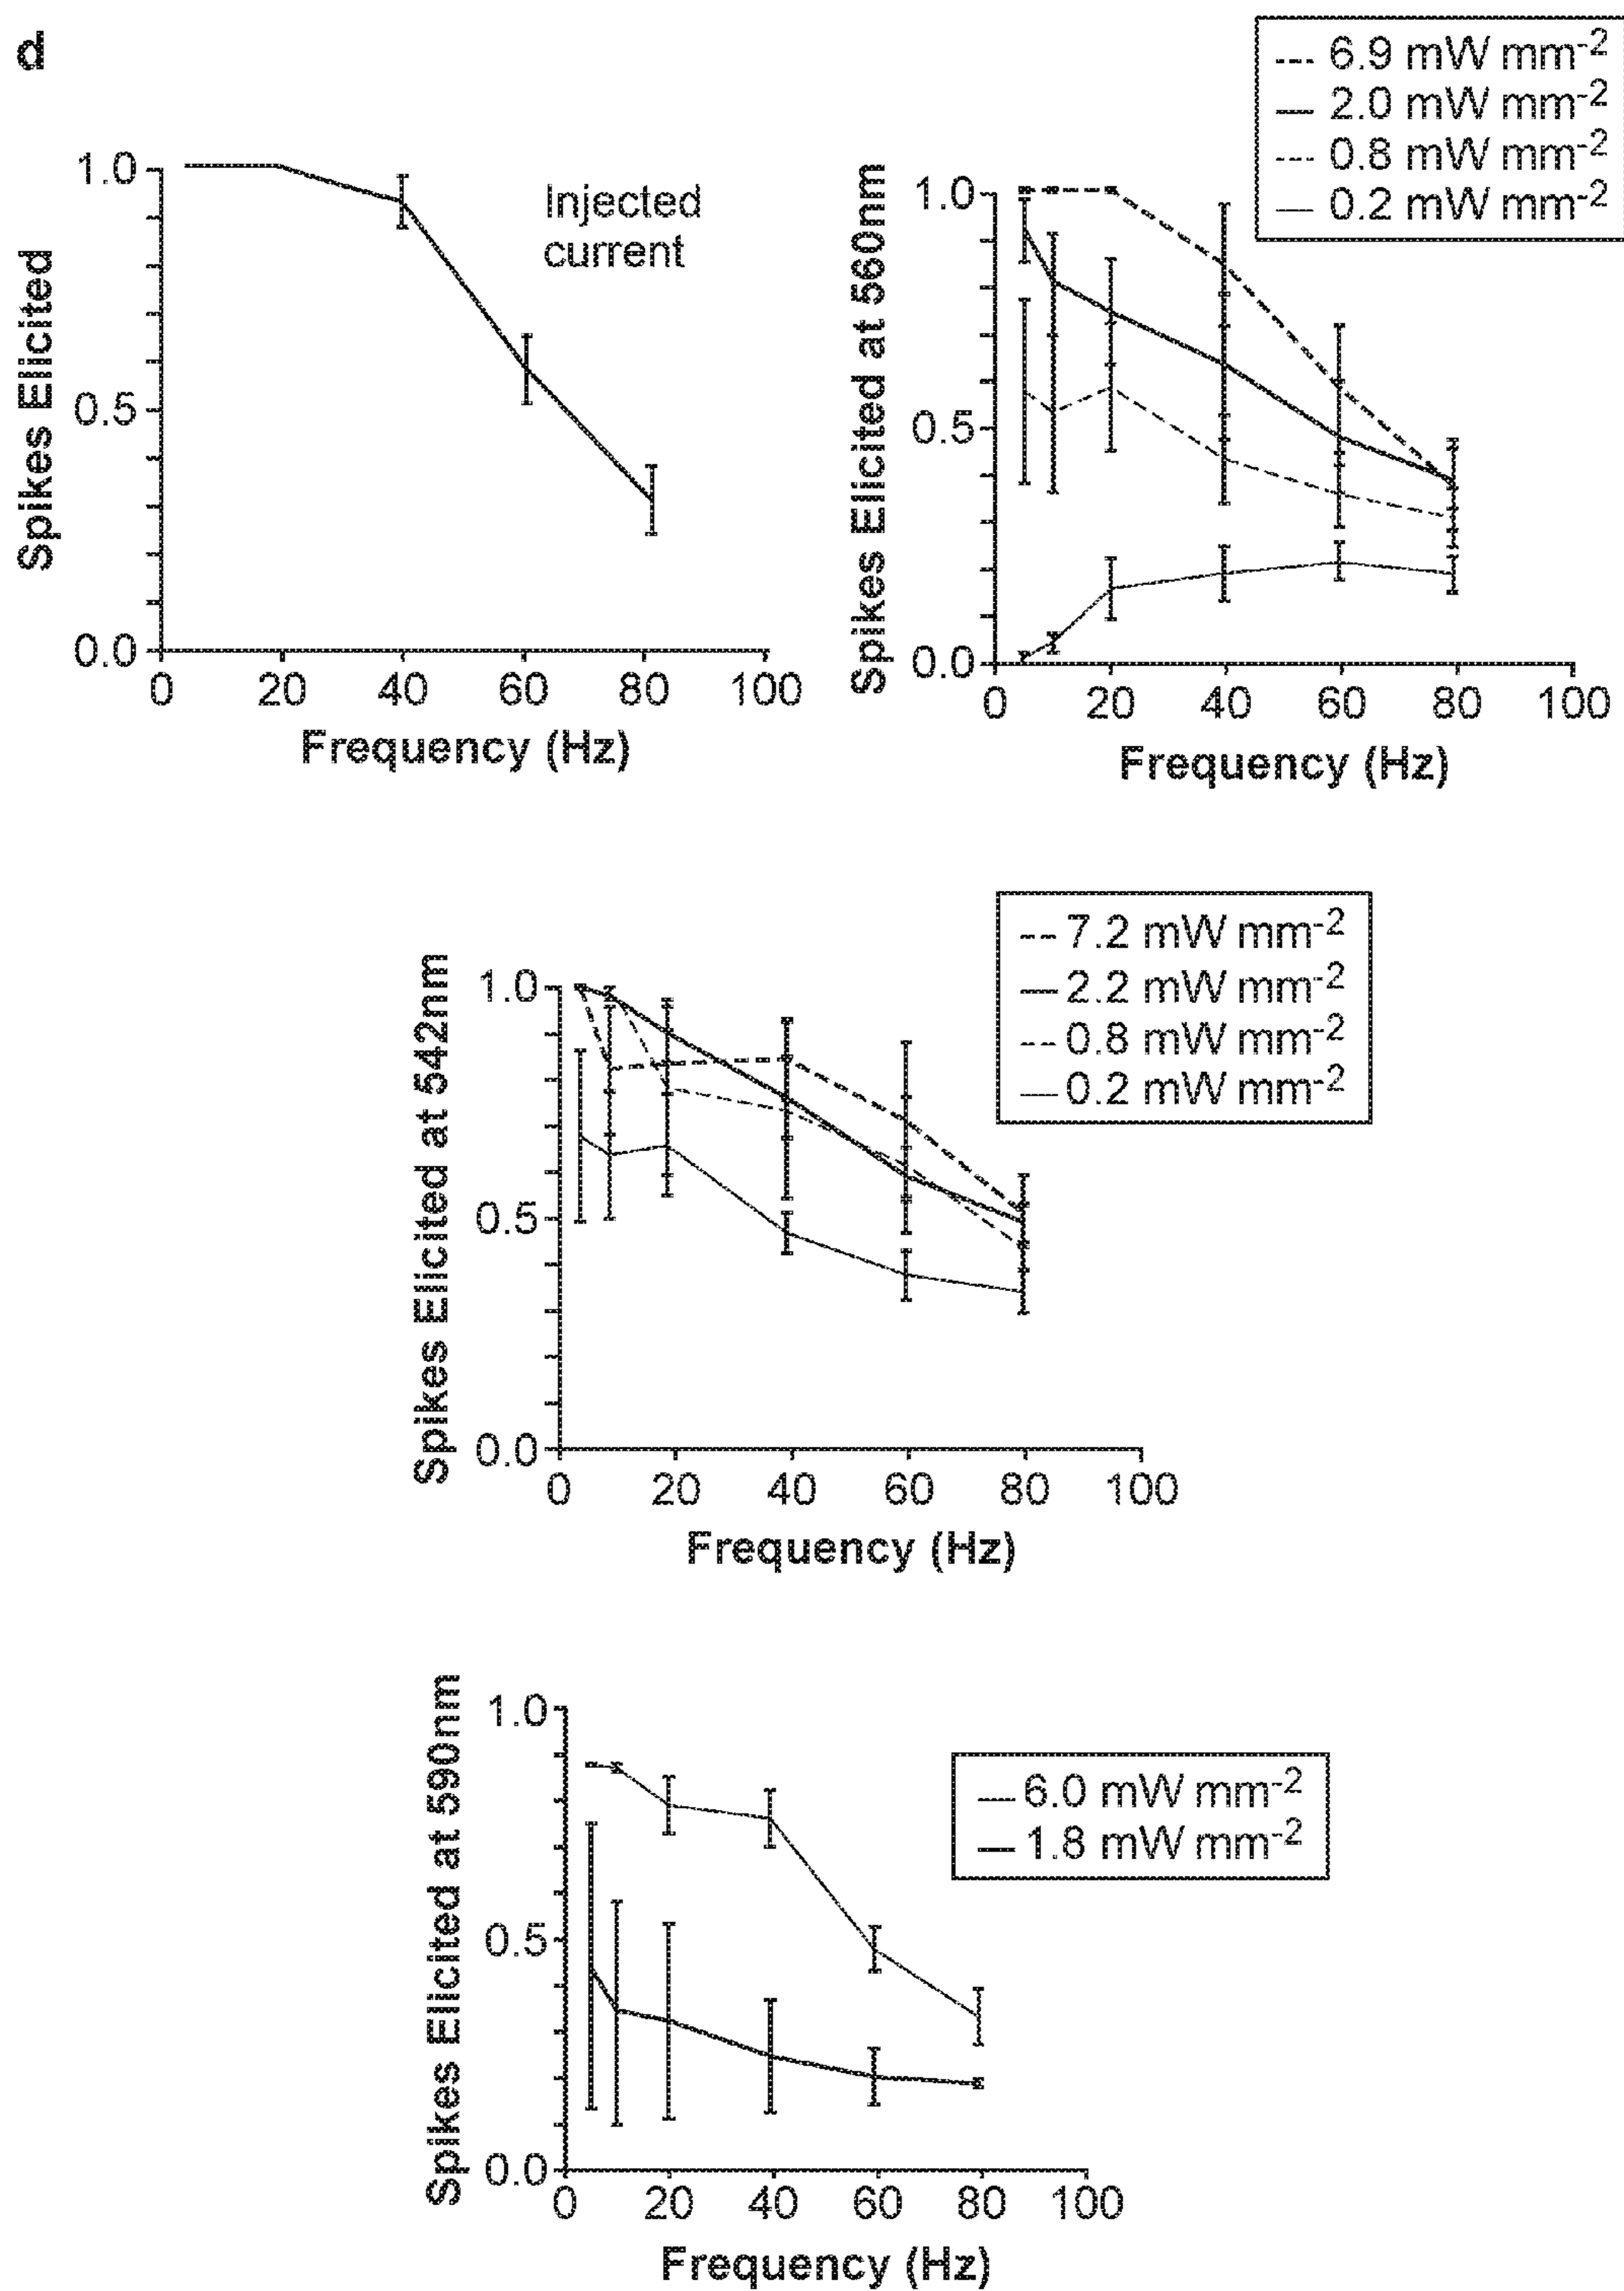 d
6.9 mW mm-2
2.0 mW mm-2
0.8 mW mm-2
0.2 mW mm-2
Spikes Elicited
1.0
0.5
0.0
Injected
current
0 20 40 60 80 100
Frequency (Hz)
Spikes Elicited at 560nm
1.0
0.5
0.0
0 20 40 60 80 100
Frequency (Hz)
7.2 mW mm-2
2.2 mW mm-2
0.8 mW mm-2
0.2 mW mm-2
Spikes Elicited at 542nm
1.0
0.5
0.0
0 20 40 60 80 100
Frequency (Hz)
Spikes Elicited at 590nm
1.0
0.5
0.0
6.0 mW mm-2
1.8 mW mm-2
0 20 40 60 80 100
Frequency (Hz)